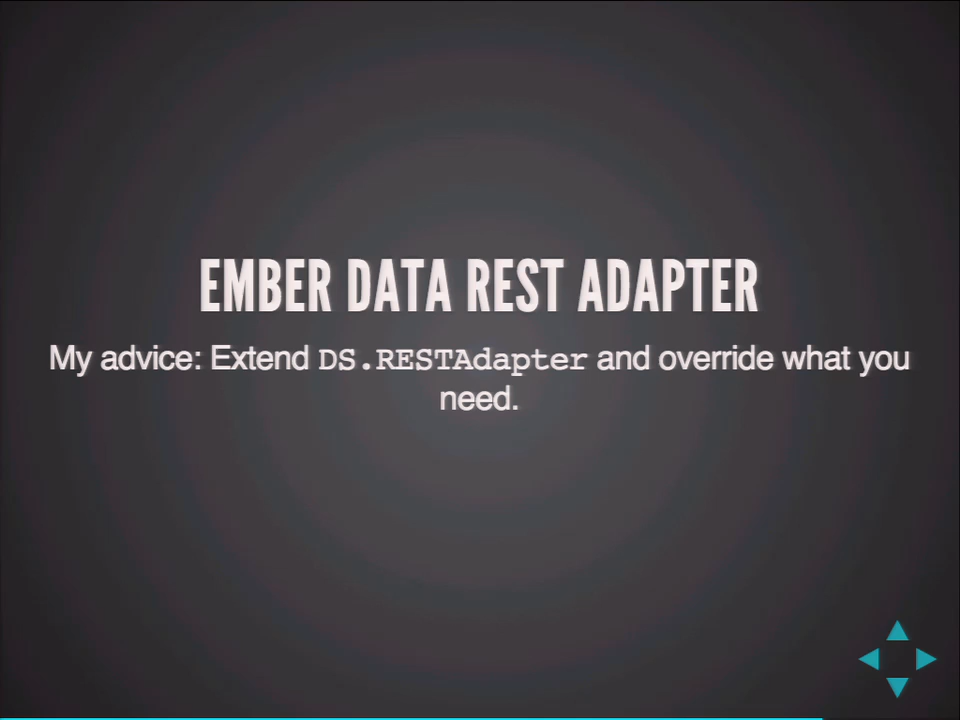 EMBER DATA REST ADAPTER
My advice: Extend DS.RESTAdapter and override what you
need.